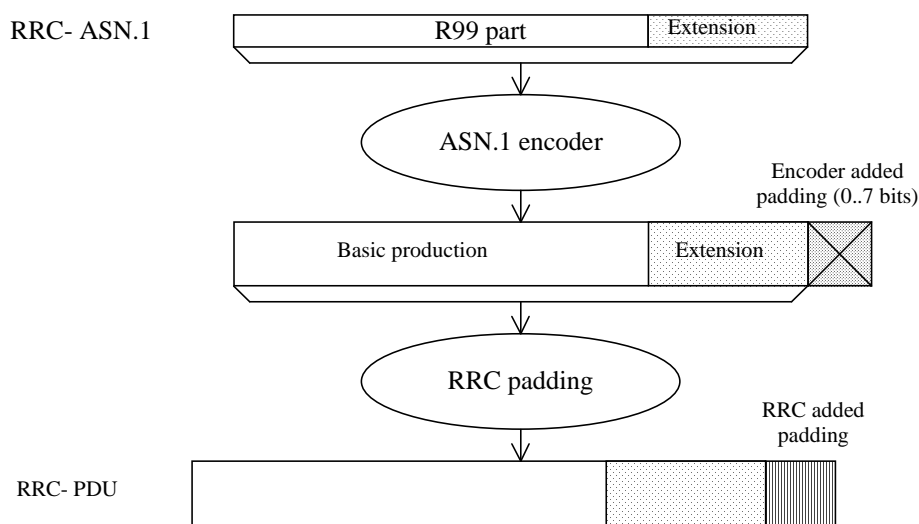 RRC- ASN.1
R99 part
Extension
ASN.1 encoder
Encoder added
padding (0..7 bits)
Basic production
Extension
RRC padding
RRC added
padding
RRC- PDU